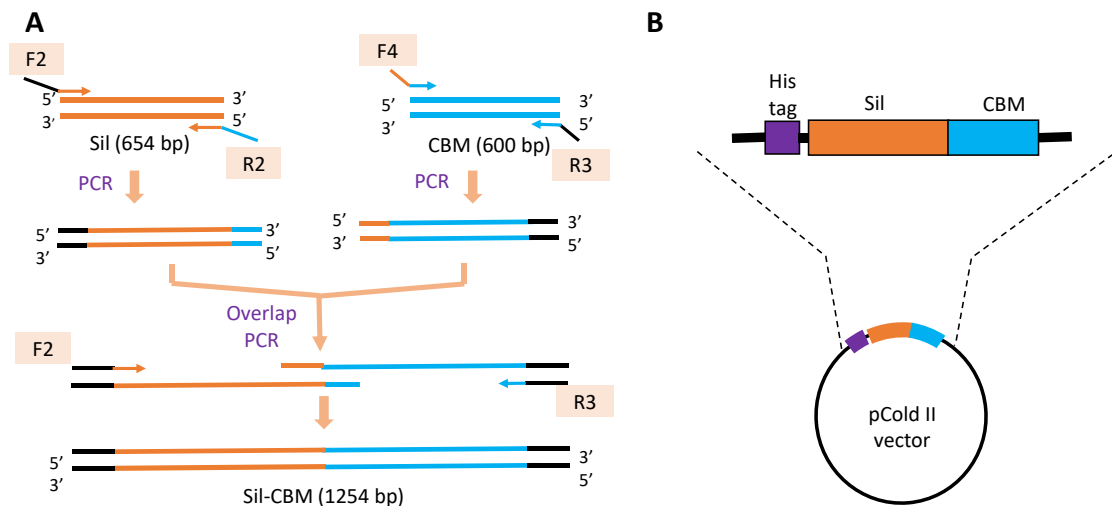 A
F2
5’
3’
3’
5’
Sil (654 bp)
R2
F4
5’
3’
3’
5’
CBM (600 bp)
R3
PCR
PCR
5’
3’
3’
5’
5’
3’
3’
5’
Overlap
PCR
F2
R3
5’
3’
3’
5’
Sil-CBM (1254 bp)
B
His
tag
Sil
CBM
pCold II
vector